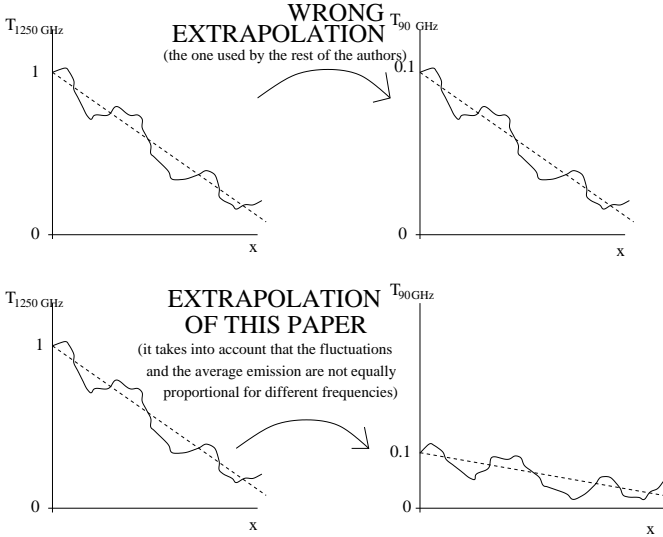 WRONG
EXTRAPOLATION
(the one used by the rest of the authors)
T1250 GHz
1
0
x
T90 GHz
0.1
0
x
EXTRAPOLATION
OF THIS PAPER
(it takes into account that the fluctuations
and the average emission are not equally
proportional for different frequencies)
T1250 GHz
1
0
x
T90 GHz
0.1
0
x